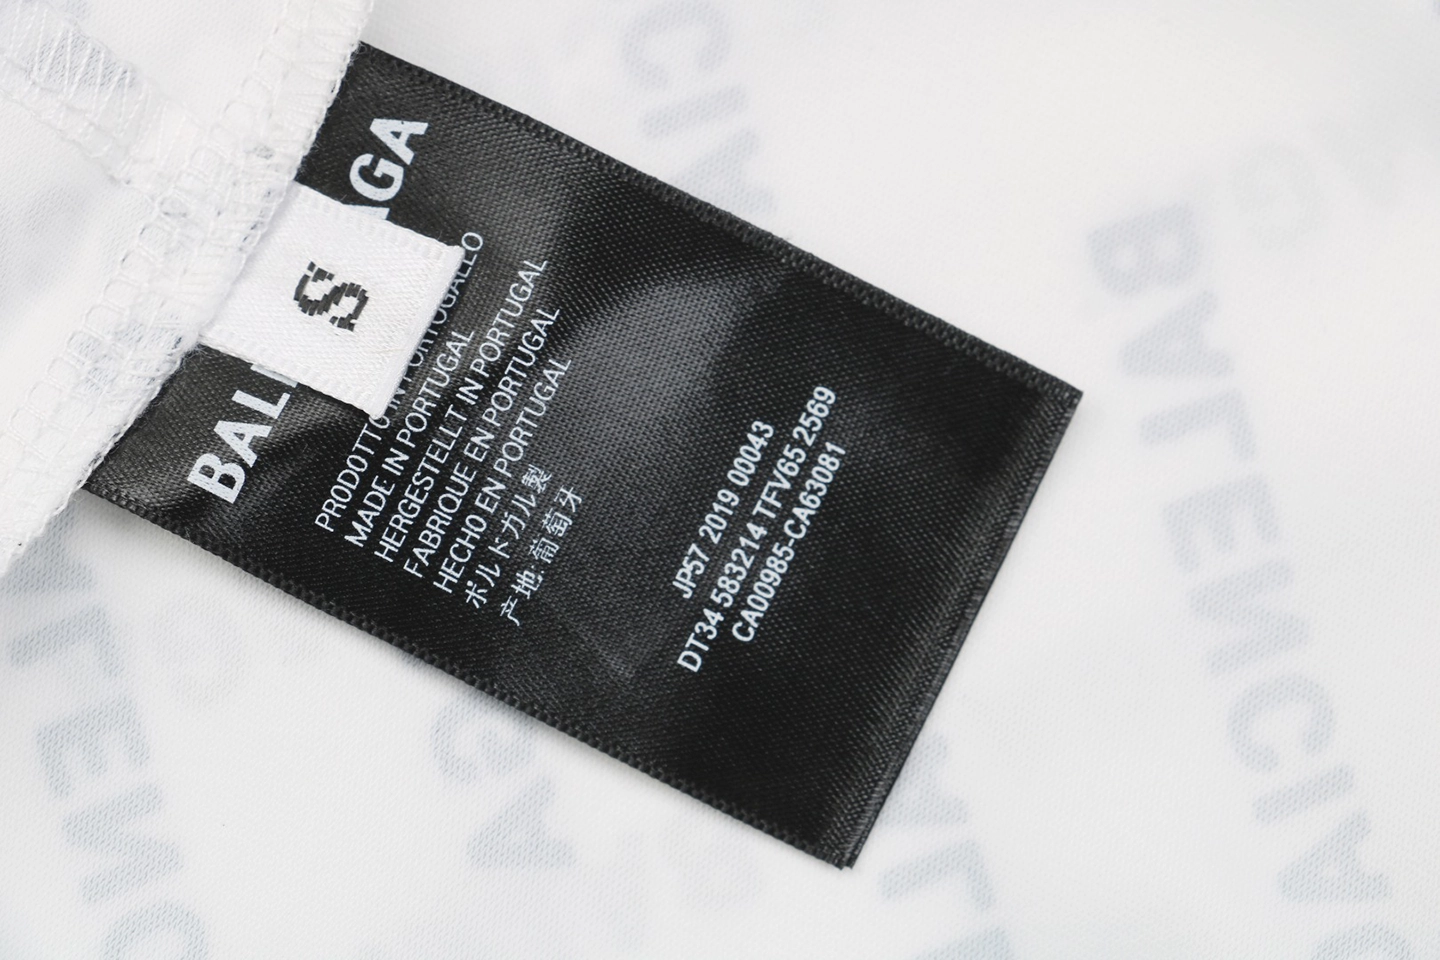 BAL AGA
S
PRODOTTO IN PORTOGALLO
MADE IN PORTUGAL
HERGESTELLT IN PORTUGAL
FABRIQUE EN PORTUGAL
HECHO EN PORTUGAL
ポルトガル製
产地:葡萄牙
JP57 2019 00043
DT34 583214 TFV65 2569
CA00985-CA63081